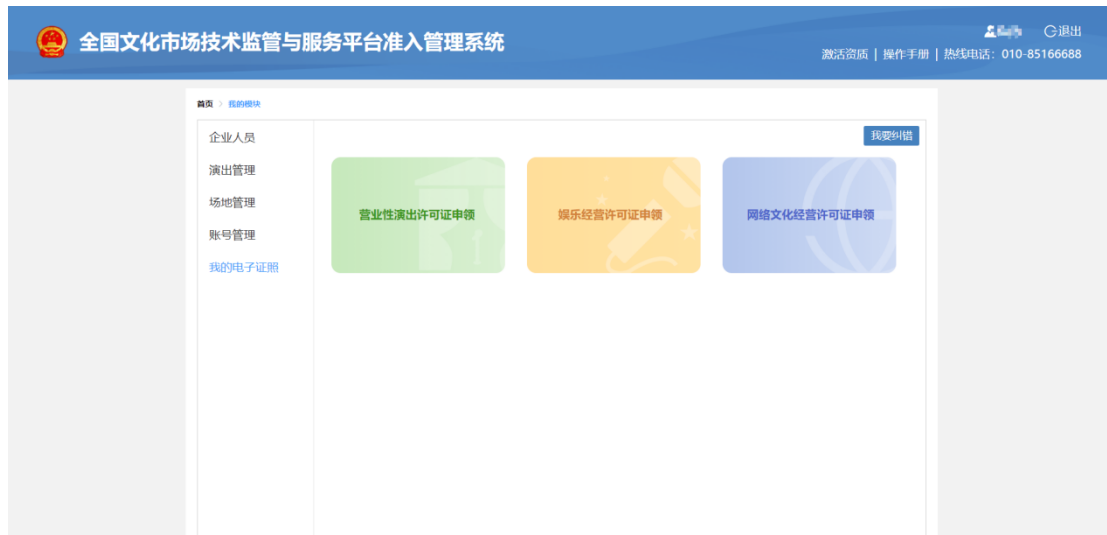 全国文化市场技术监管与服务平台准入管理系统
退出
激活资质 | 操作手册 | 热线电话：010-85166688
首页 > 我的模块
企业人员
我要纠错
演出管理
场地管理
账号管理
我的电子证照
营业性演出许可证申领
娱乐经营许可证申领
网络文化经营许可证申领